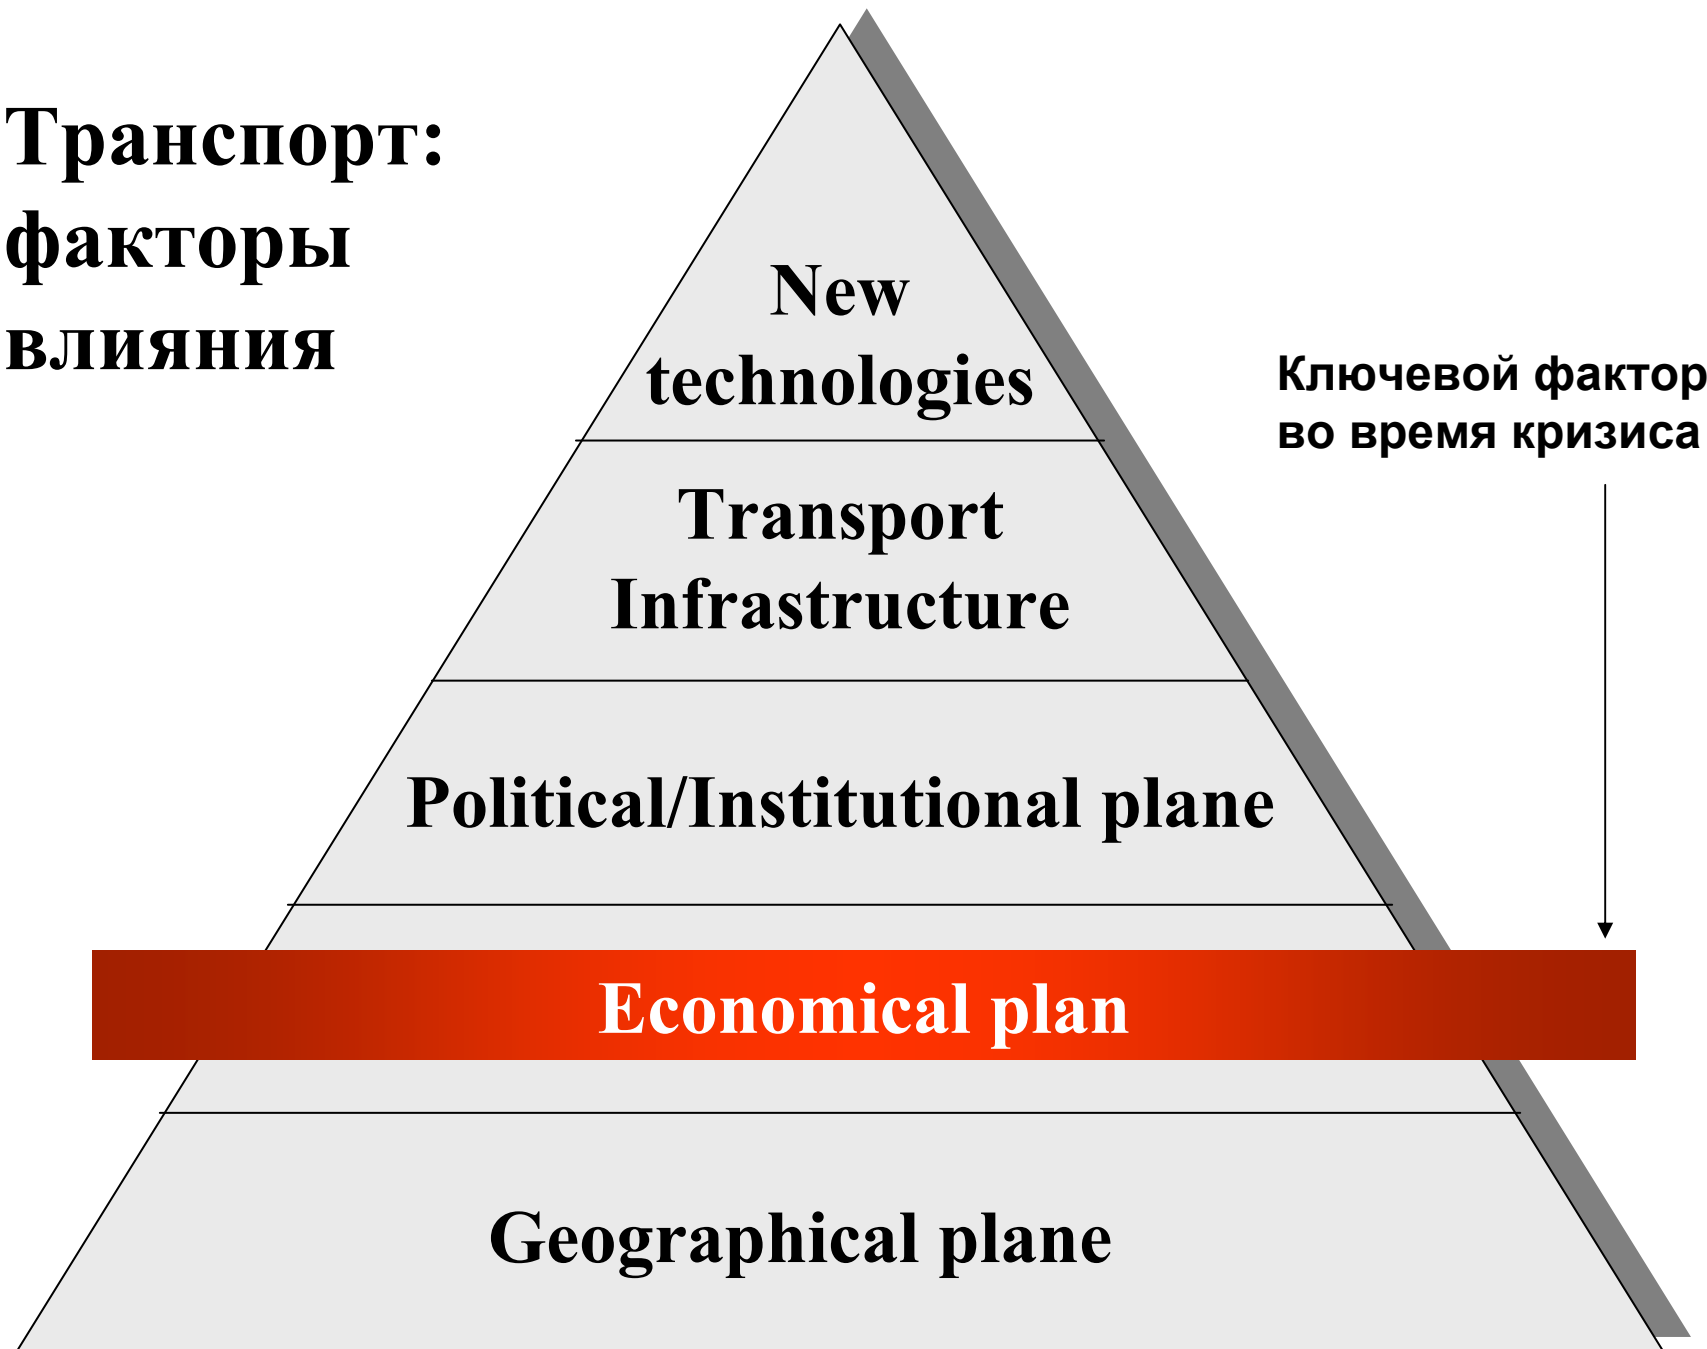 Транспорт:
факторы
влияния
New
technologies
Ключевой фактор
во время кризиса
Transport
Infrastructure
Political/Institutional plane
Economical plan
Geographical plane